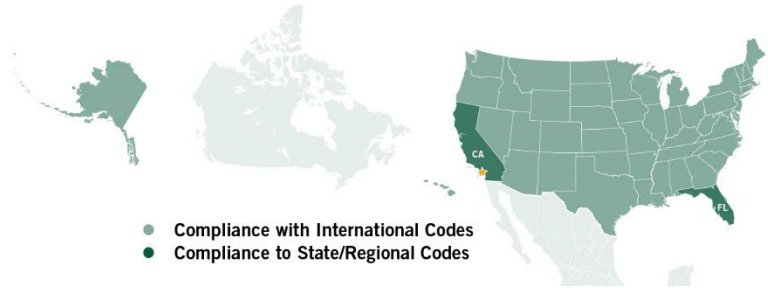 CA
FL
Compliance with International Codes
Compliance to State/Regional Codes